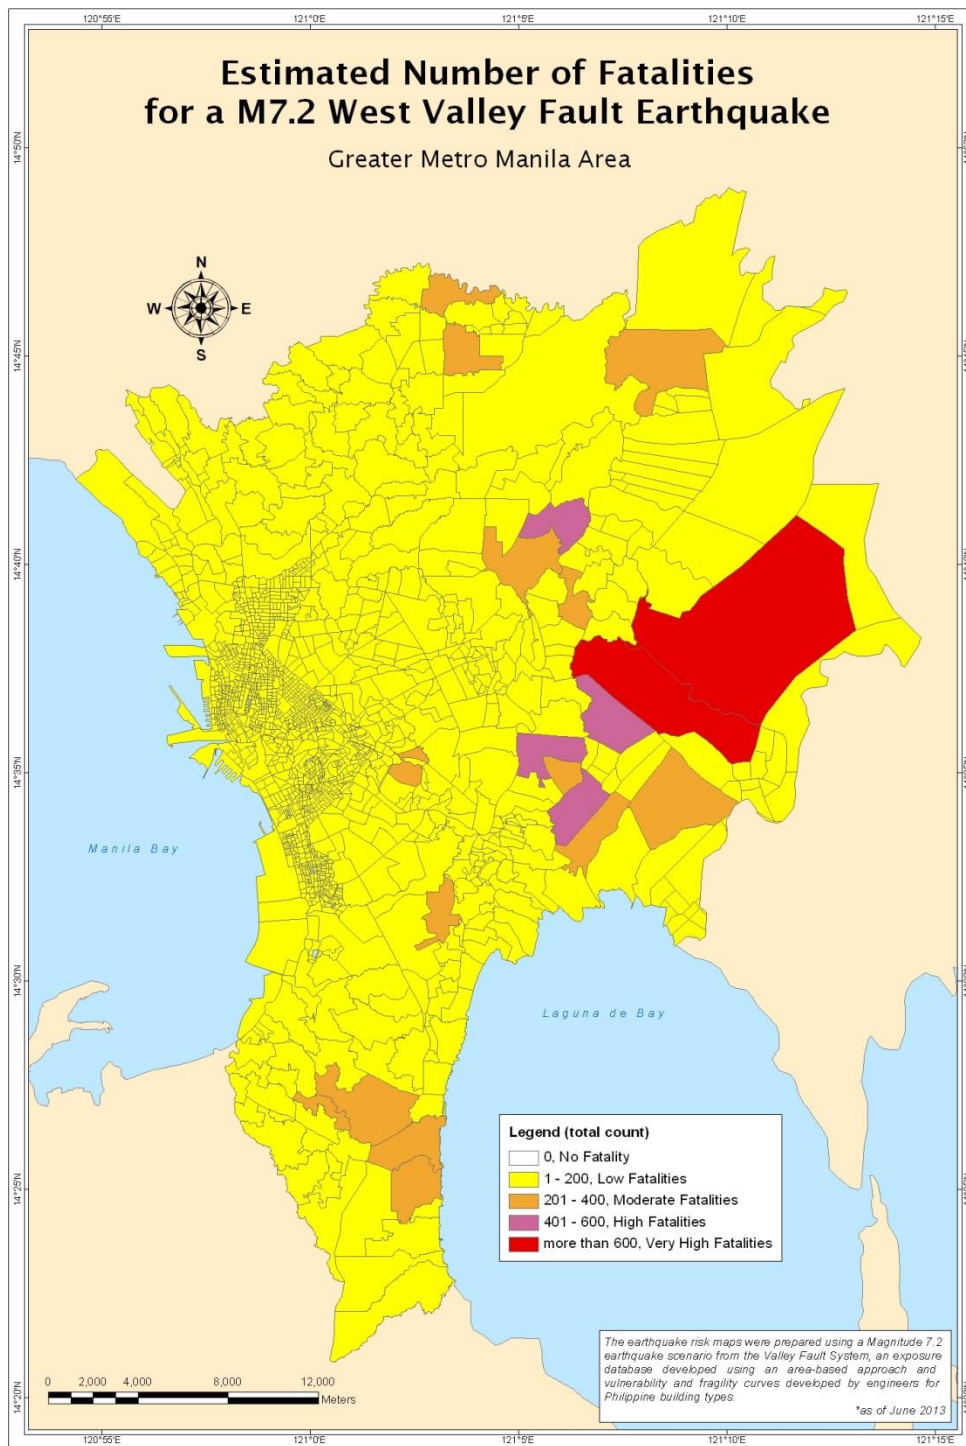 120°55'E 121°0'E 121°5'E 121°10'E 121°15'E
Estimated Number of Fatalities
for a M7.2 West Valley Fault Earthquake
Greater Metro Manila Area
14°50'N
N
W E
S
14°45'N
14°40'N
14°35'N
Manila Bay
14°30'N
Laguna de Bay
Legend (total count)
0, No Fatality
1 - 200, Low Fatalities
14°25'N
201 - 400, Moderate Fatalities
401 - 600, High Fatalities
more than 600, Very High Fatalities
The earthquake risk maps were prepared using a Magnitude 7.2
earthquake scenario from the Valley Fault System, an exposure
database developed using an area-based approach and
vulnerability and fragility curves developed by engineers for
Philippine building types.
*as of June 2013
0 2,000 4,000 8,000 12,000
Meters
14°20'N
120°55'E 121°0'E 121°5'E 121°10'E 121°15'E